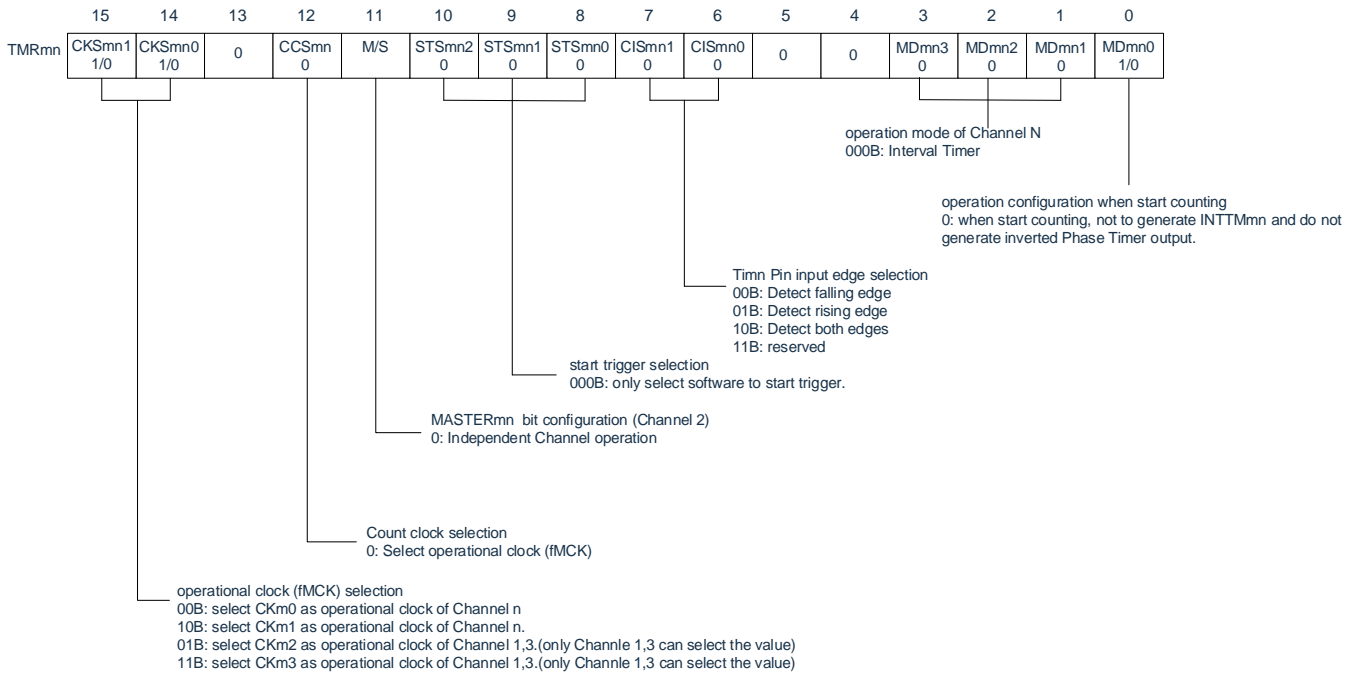 15 14 13 12 11 10 9 8 7 6 5 4 3 2 1 0
TMRmn CKSmn1 CKSmn0 0 CCSmn M/S STSmn2 STSmn1 STSmn0 CISmn1 CISmn0 0 0 MDmn3 MDmn2 MDmn1 MDmn0
1/0 1/0 0 0 0 0 0 0 0 0 0 1/0
operation mode of Channel N
000B: Interval Timer
operation configuration when start counting
0: when start counting, not to generate INTTMmn and do not
generate inverted Phase Timer output.
Timn Pin input edge selection
00B: Detect falling edge
01B: Detect rising edge
10B: Detect both edges
11B: reserved
start trigger selection
000B: only select software to start trigger.
MASTERmn bit configuration (Channel 2)
0: Independent Channel operation
Count clock selection
0: Select operational clock (fMCK)
operational clock (fMCK) selection
00B: select CKm0 as operational clock of Channel n
10B: select CKm1 as operational clock of Channel n.
01B: select CKm2 as operational clock of Channel 1,3.(only Channle 1,3 can select the value)
11B: select CKm3 as operational clock of Channel 1,3.(only Channle 1,3 can select the value)